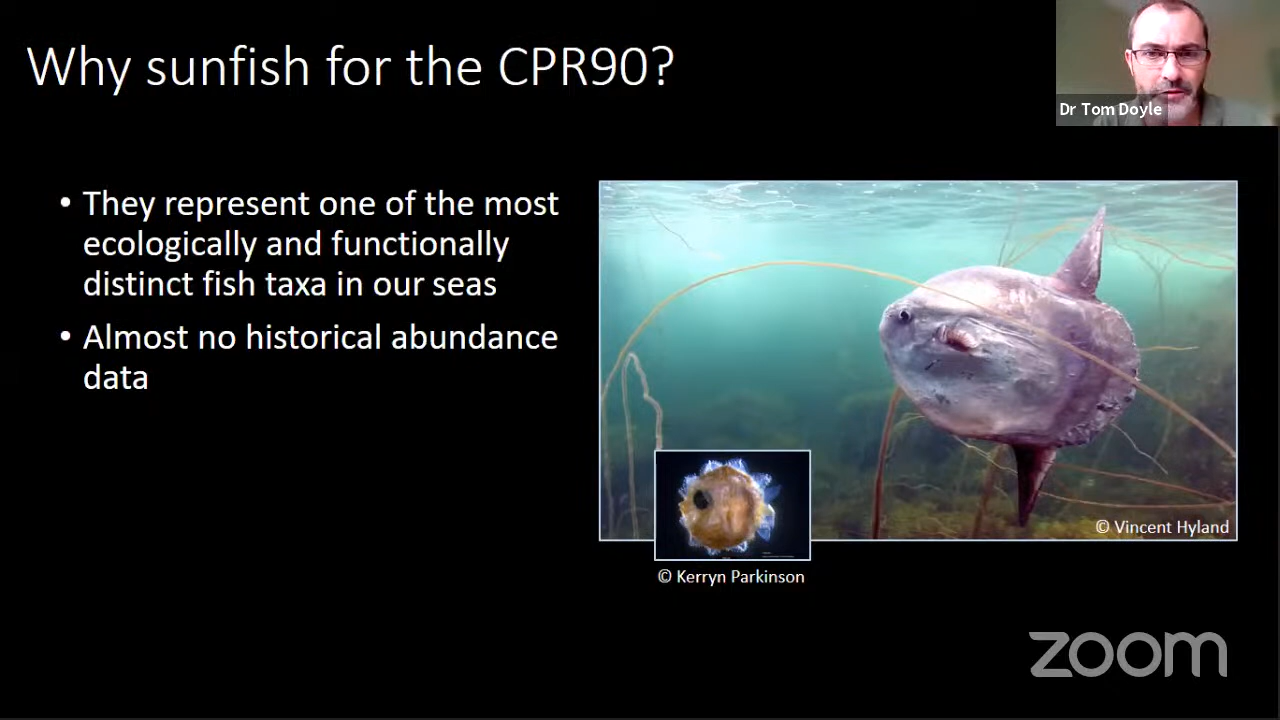 Why sunfish for the CPR90?
Dr Tom Doyle
• They represent one of the most
ecologically and functionally
distinct fish taxa in our seas
• Almost no historical abundance
data
© Vincent Hyland
© Kerryn Parkinson
zoom